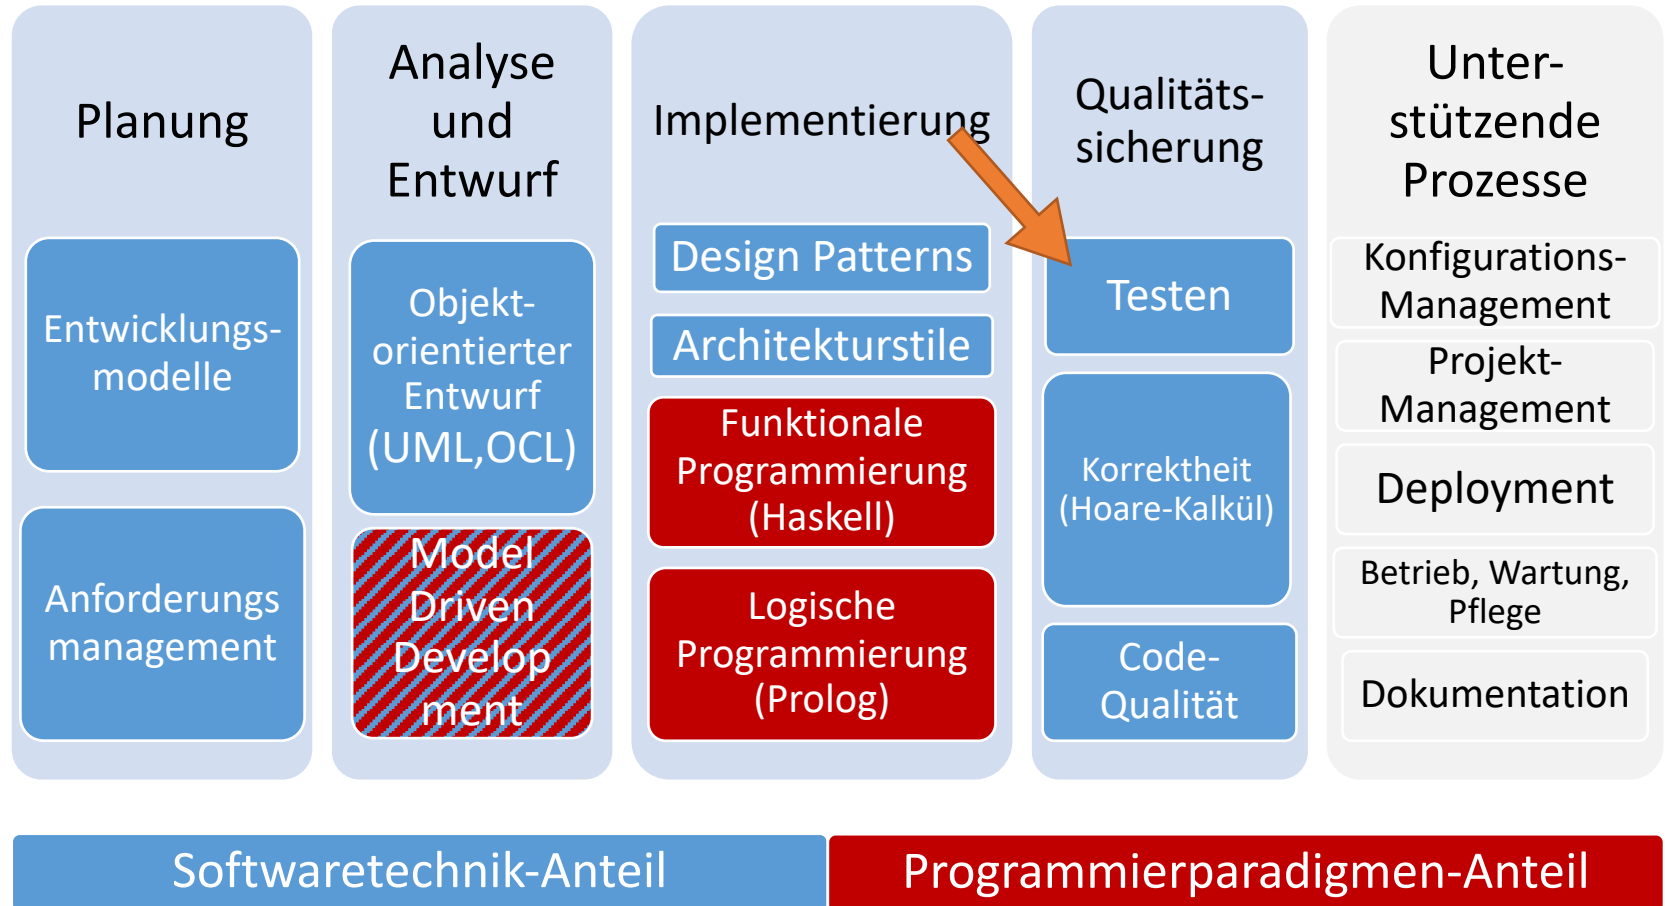 Planung
Entwicklungs-
modelle
Anforderungs
management
Analyse
und
Entwurf
Objekt-
orientierter
Entwurf
(UML,OCL)
Model
Driven
Develop
ment
Implementierung
Design Patterns
Architekturstile
Funktionale
Programmierung
(Haskell)
Logische
Programmierung
(Prolog)
Qualitäts-
sicherung
Testen
Korrektheit
(Hoare-Kalkül)
Code-
Qualität
Unter-
stützende
Prozesse
Konfigurations-
Management
Projekt-
Management
Deployment
Betrieb, Wartung,
Pflege
Dokumentation
Softwaretechnik-Anteil
Programmierparadigmen-Anteil